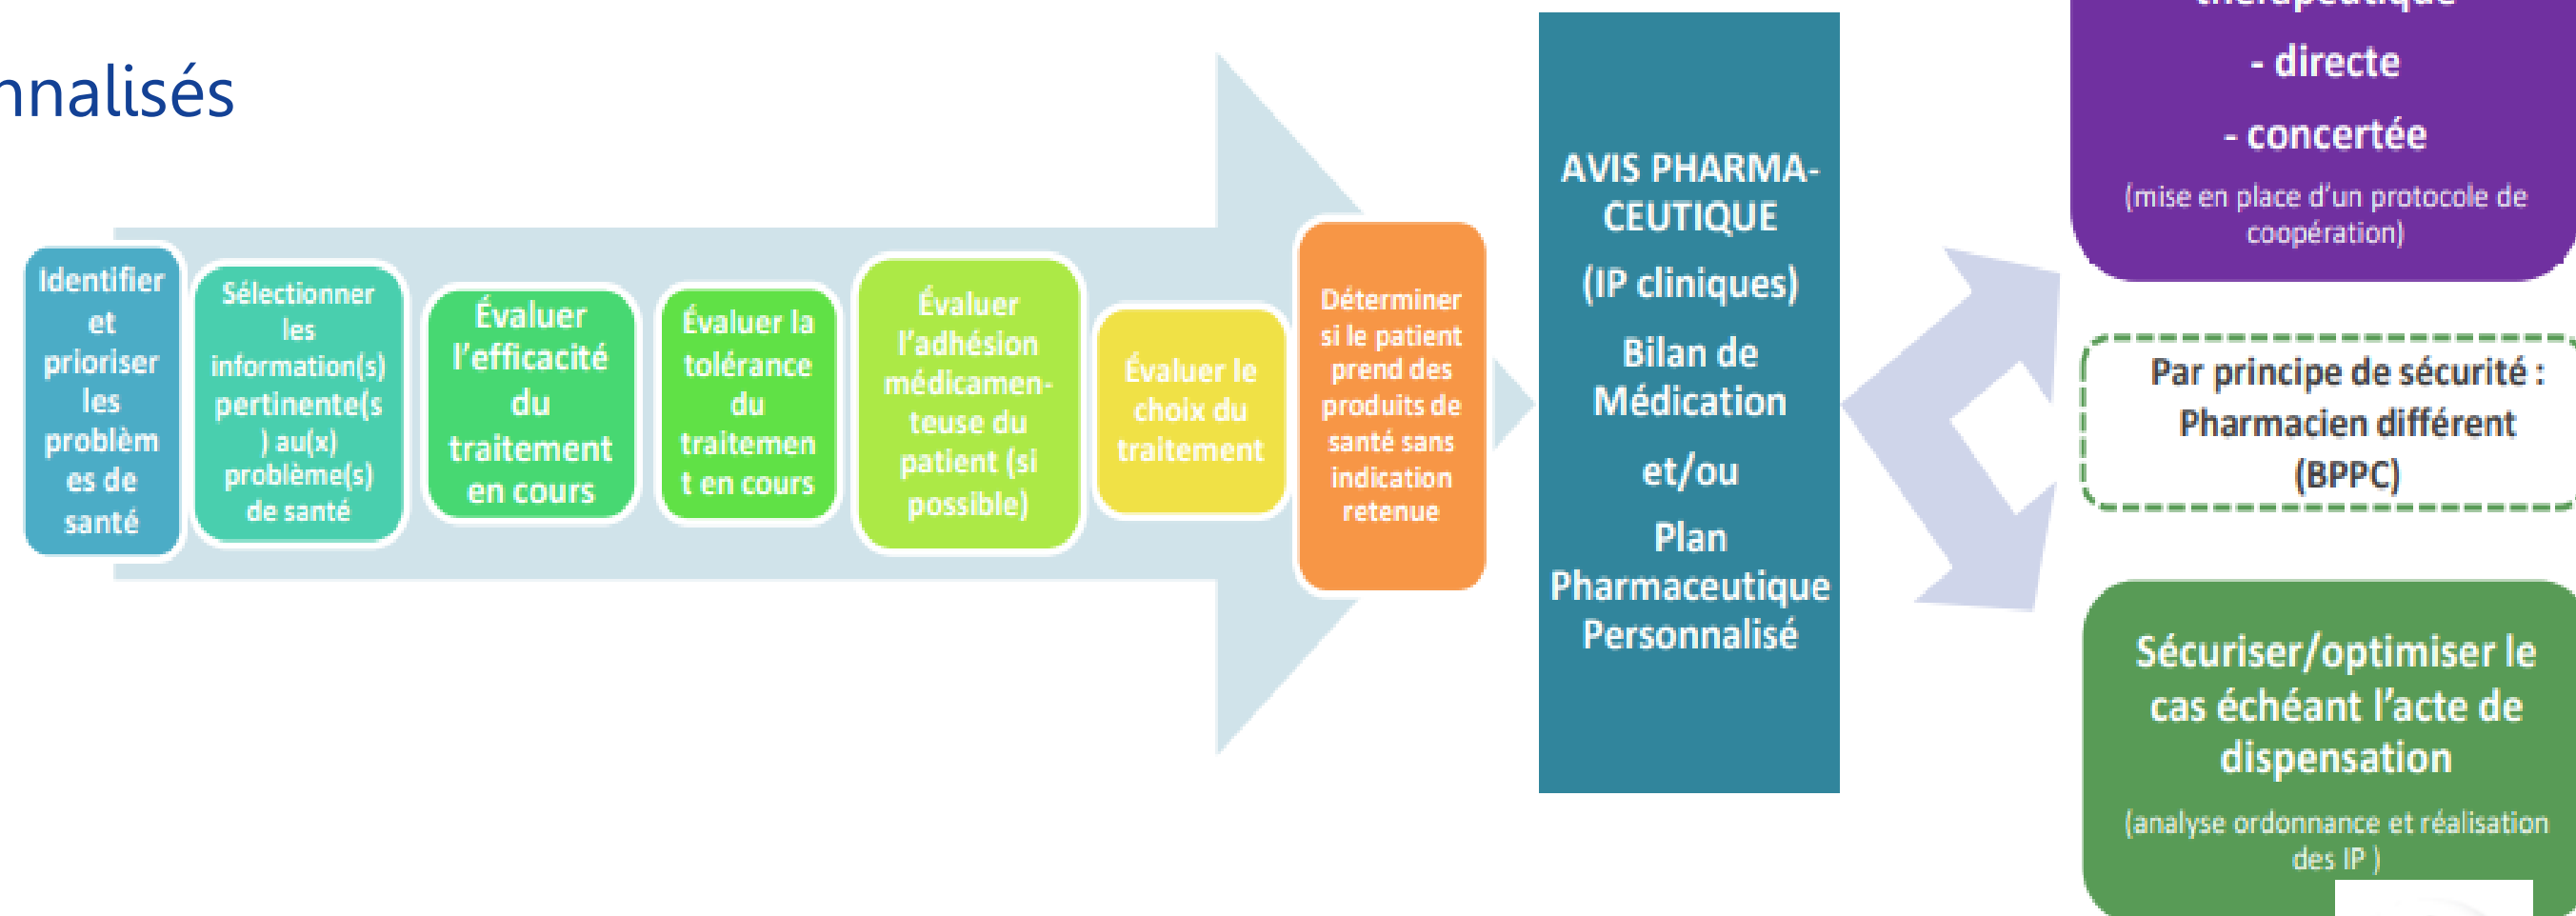 nnalisés
Identifier
et
prioriser
les
problèm
es de
santé
Sélectionner
les
information(s)
pertinente(s
) au(x)
problème(s)
de santé
Évaluer
l'efficacité
du
traitement
en cours
Évaluer la
tolérance
du
traitemen
t en cours
Évaluer
l'adhésion
médicamen-
teuse du
patient (si
possible)
Évaluer le
choix du
traitement
Déterminer
si le patient
prend des
produits de
santé sans
indication
retenue
AVIS PHARMA-
CEUTIQUE
(IP cliniques)
Bilan de
Médication
et/ou
Plan
Pharmaceutique
Personnalisé
thérapeutique
- directe
- concertée
(mise en place d'un protocole de
coopération)
Par principe de sécurité :
Pharmacien différent
(BPPC)
Sécuriser/optimiser le
cas échéant l'acte de
dispensation
(analyse ordonnance et réalisation
des IP )